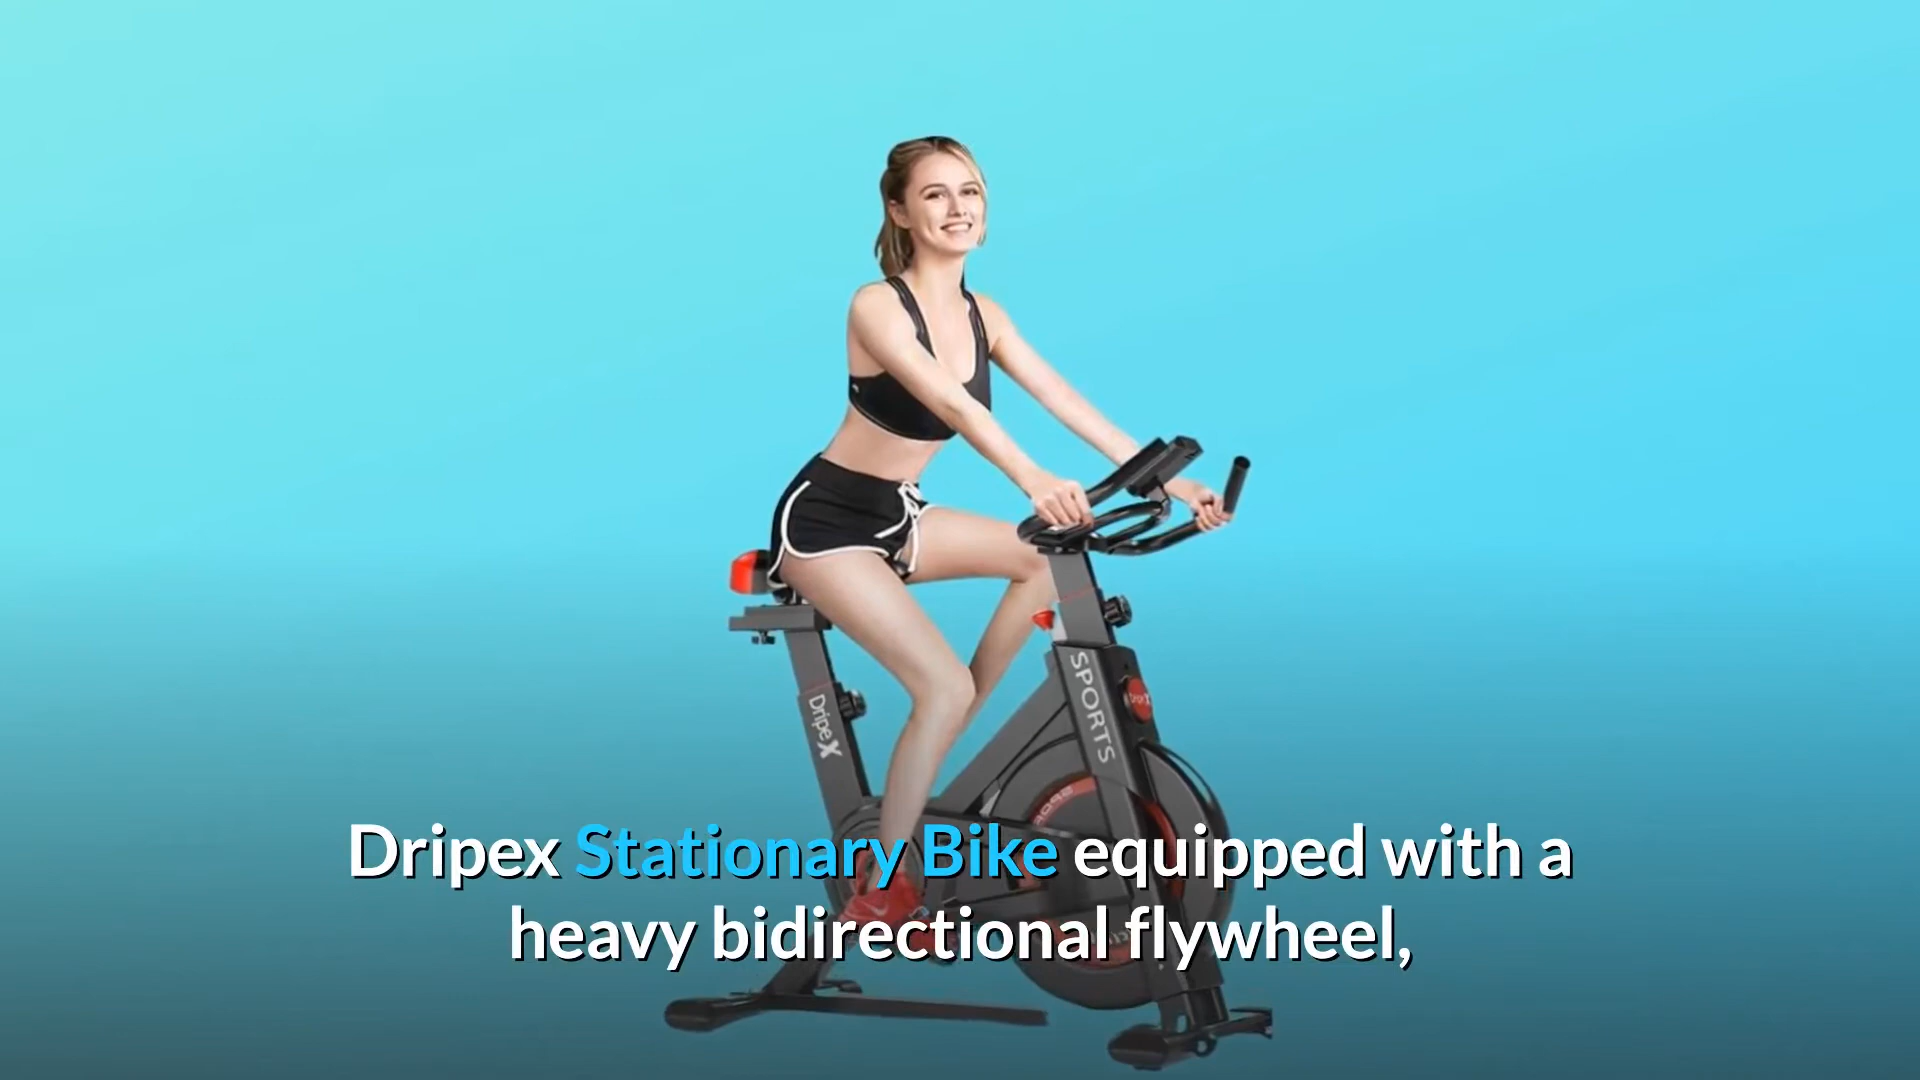 SPORTS
DripeX
Dripex Stationary Bike equipped with a
heavy bidirectional flywheel,